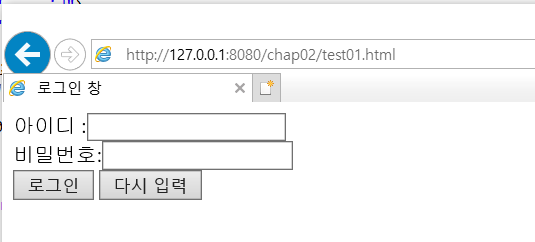 http://127.0.0.1:8080/chap02/test01.html
로그인 창
아이디 :
비밀번호:
로그인 다시 입력